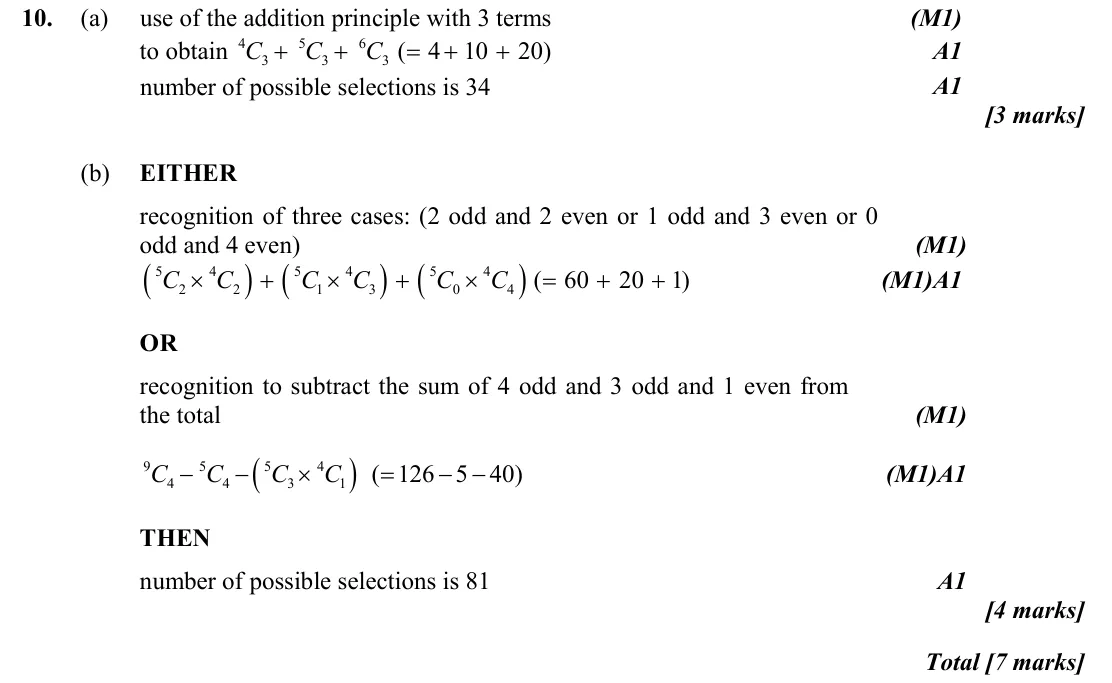 10. (a) use of the addition principle with 3 terms (M1)
to obtain ⁴C₃ + ⁵C₃ + ⁶C₃ (= 4 + 10 + 20) A1
number of possible selections is 34 A1
[3 marks]
(b) EITHER
recognition of three cases: (2 odd and 2 even or 1 odd and 3 even or 0
odd and 4 even) (M1)
(⁵C₂ × ⁴C₂) + (⁵C₁ × ⁴C₃) + (⁵C₀ × ⁴C₄) (= 60 + 20 + 1) (M1)A1
OR
recognition to subtract the sum of 4 odd and 3 odd and 1 even from
the total (M1)
⁹C₄ − ⁵C₄ − (⁵C₃ × ⁴C₁) (= 126 − 5 − 40) (M1)A1
THEN
number of possible selections is 81 A1
[4 marks]
Total [7 marks]